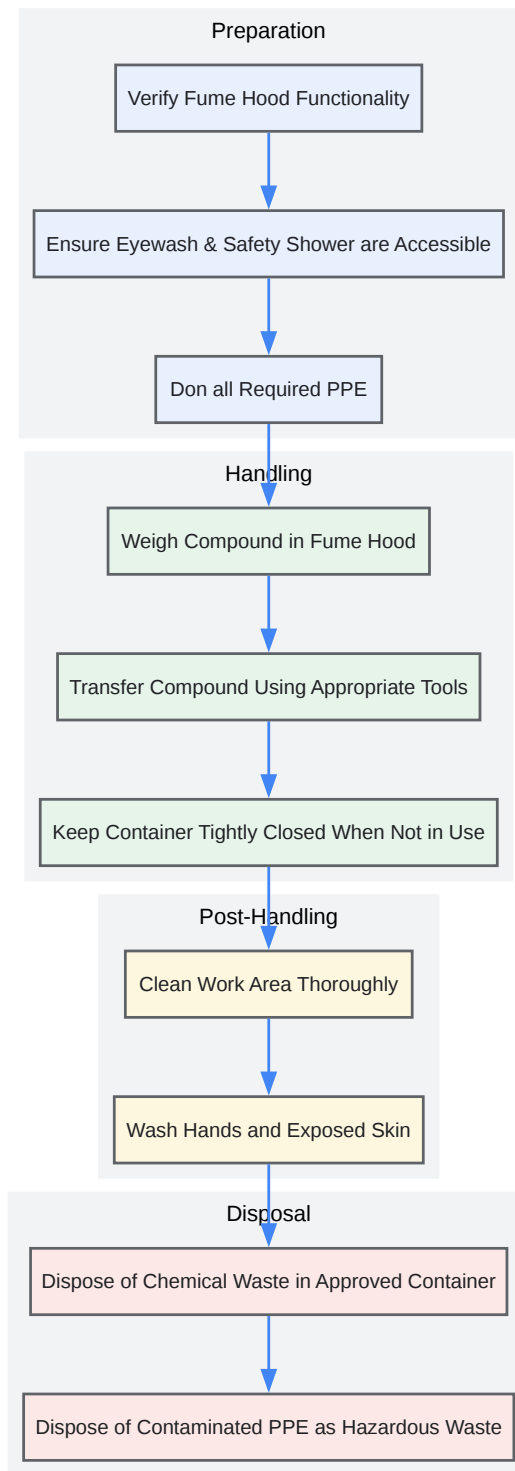 Preparation
Verify Fume Hood Functionality
Ensure Eyewash & Safety Shower are Accessible
Don all Required PPE
Handling
Weigh Compound in Fume Hood
Transfer Compound Using Appropriate Tools
Keep Container Tightly Closed When Not in Use
Post-Handling
Clean Work Area Thoroughly
Wash Hands and Exposed Skin
Disposal
Dispose of Chemical Waste in Approved Container
Dispose of Contaminated PPE as Hazardous Waste